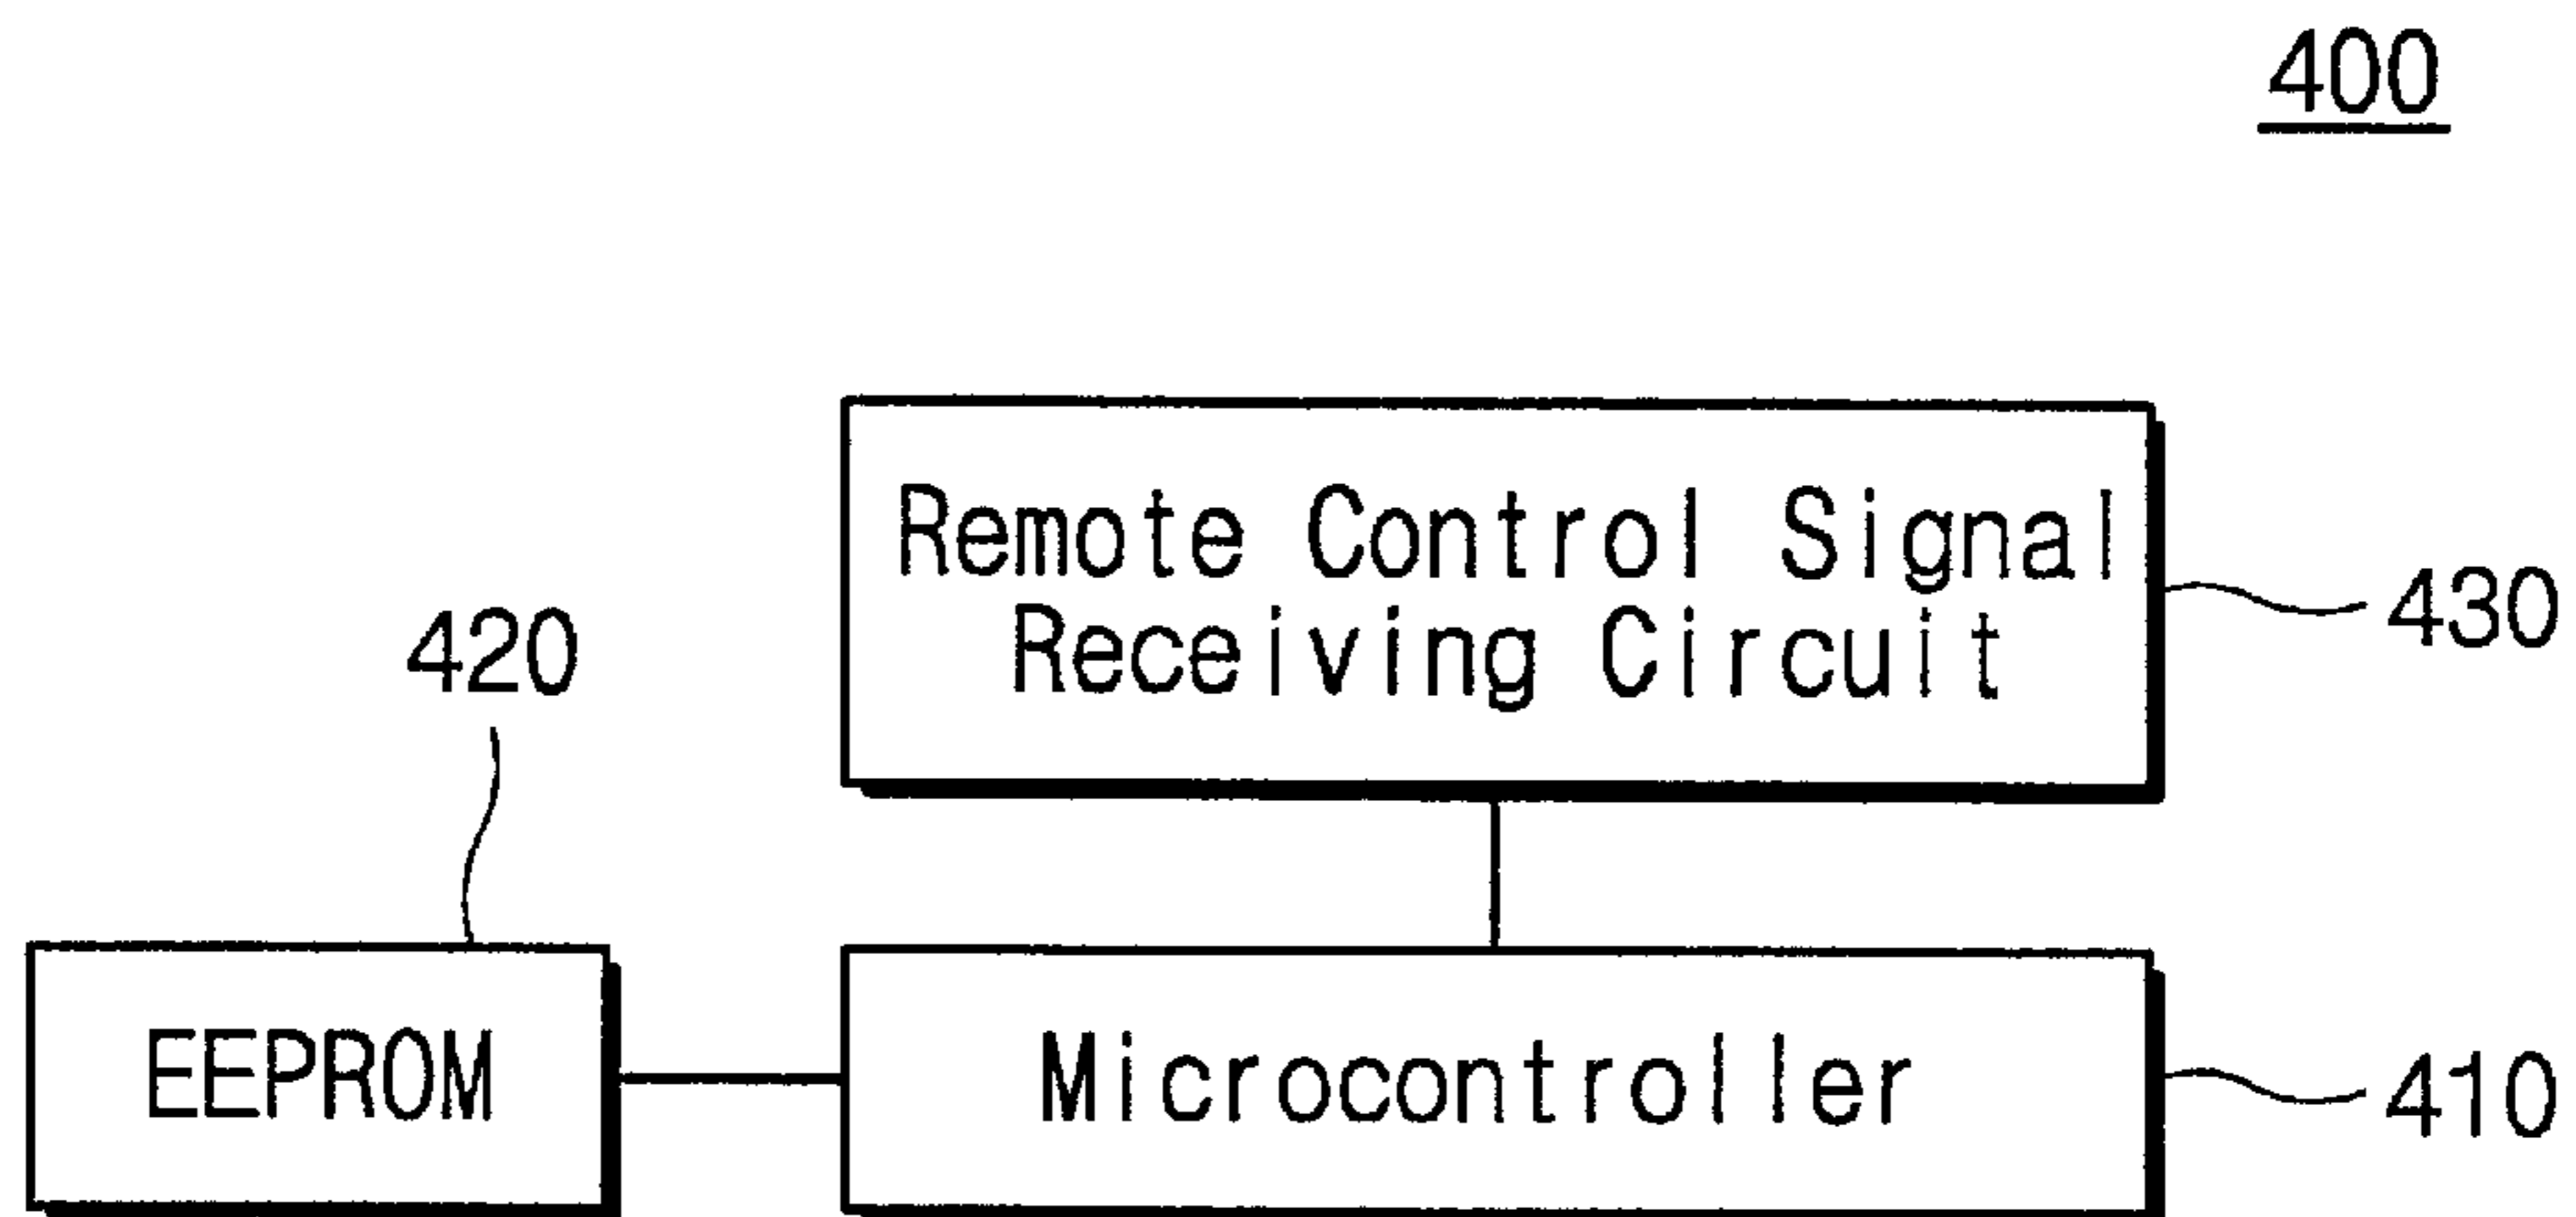 400
Remote Control Signal
Receiving Circuit
430
420
EEPROM
Microcontroller
410